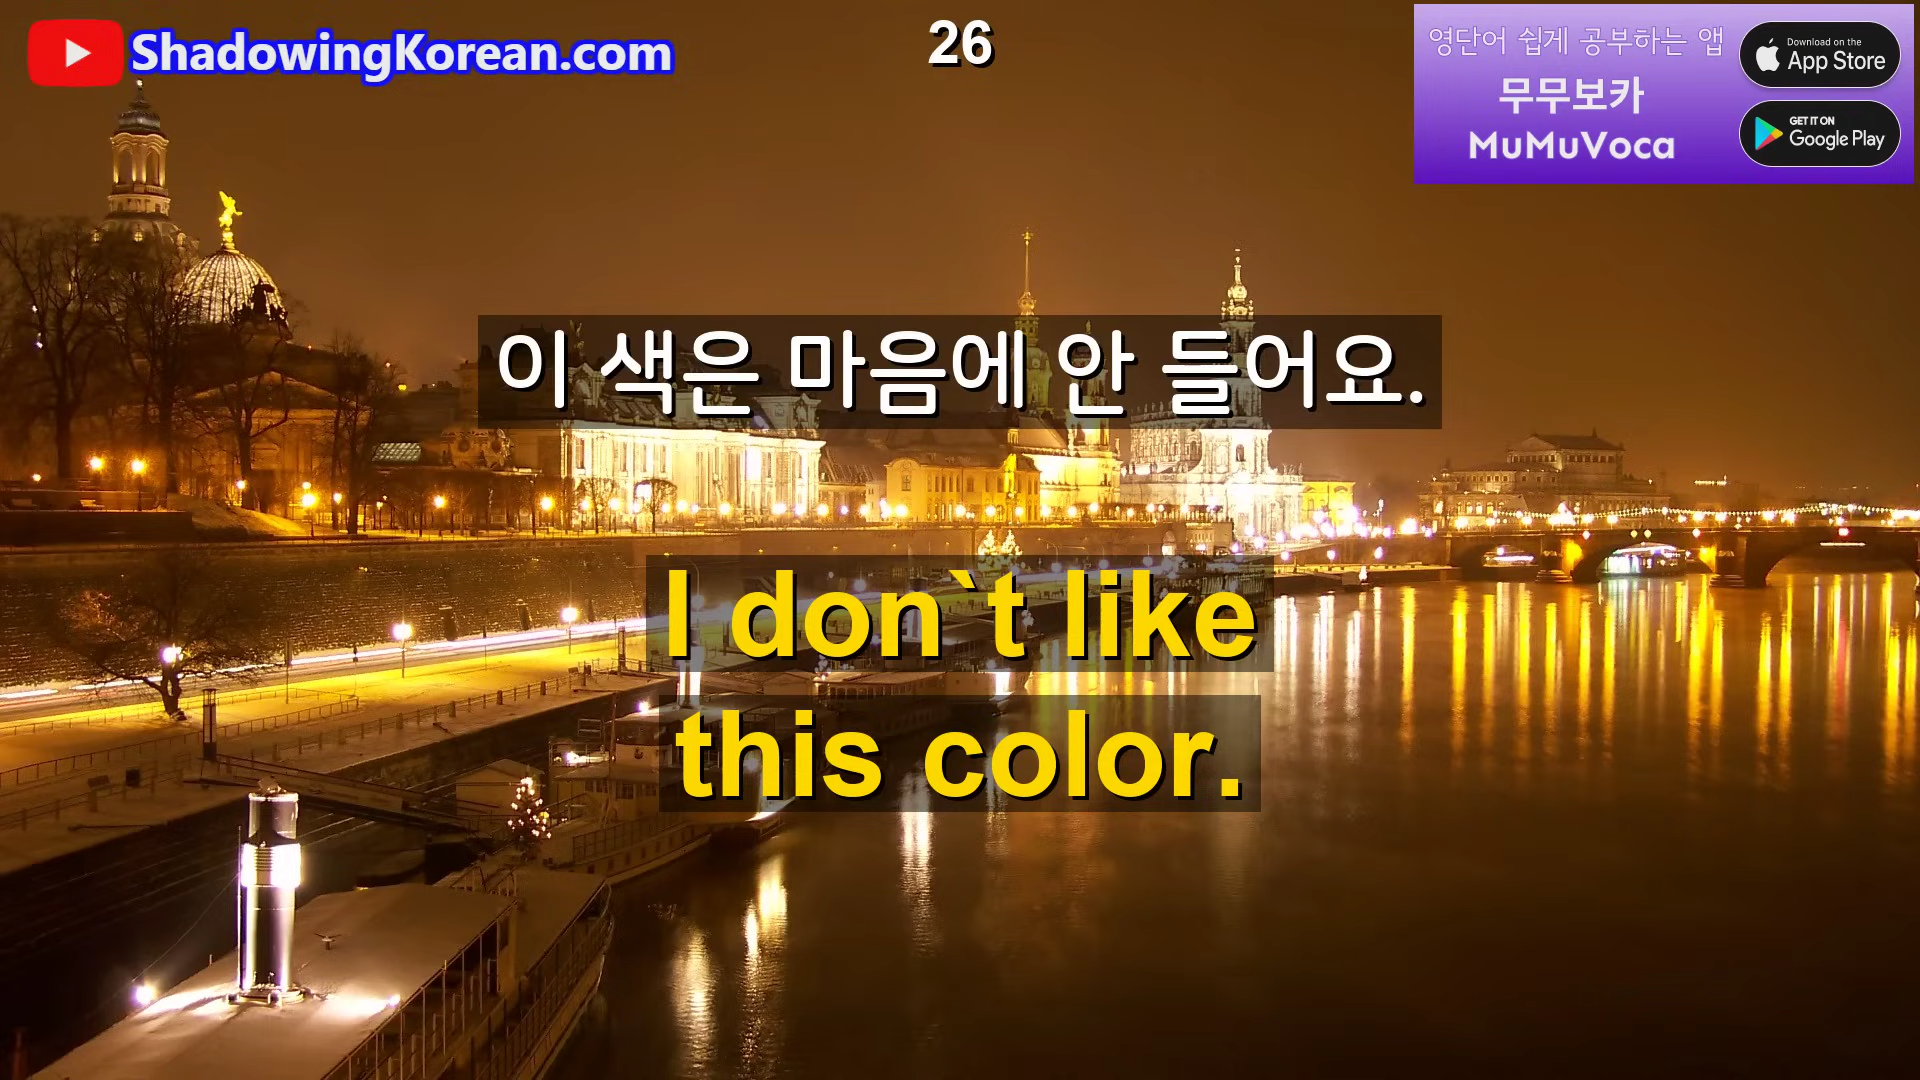 ShadowingKorean.com
26
영단어 쉽게 공부하는 앱
무무보카
MuMuVoca
Download on the
App Store
GET IT ON
Google Play
이 색은 마음에 안 들어요.
I don`t like
this color.